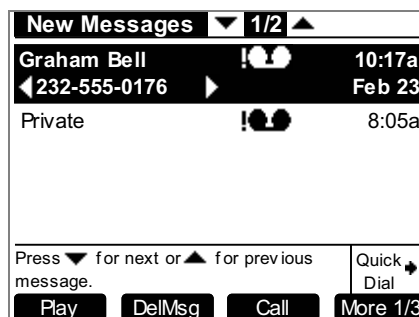 New Messages 1/2
Graham Bell ! 10:17a
232-555-0176 Feb 23
Private ! 8:05a
Press for next or for previous
message.
Quick
Dial
Play DelMsg Call More 1/3